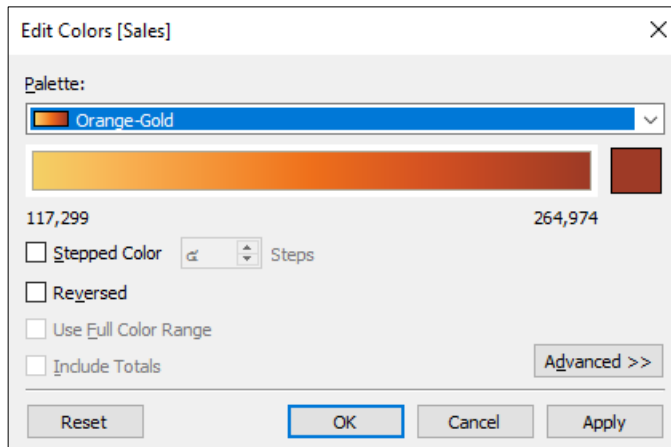 Edit Colors [Sales]
Palette:
Orange-Gold
117,299 264,974
Stepped Color ๕ Steps
Reversed
Use Full Color Range
Include Totals
Advanced >>
Reset OK Cancel Apply